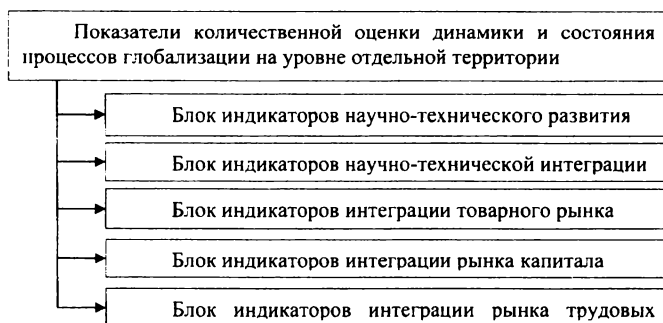 Показатели количественной оценки динамики и состояния
процессов глобализации на уровне отдельной территории
Блок индикаторов научно-технического развития
Блок индикаторов научно-технической интеграции
Блок индикаторов интеграции товарного рынка
Блок индикаторов интеграции рынка капитала
Блок индикаторов интеграции рынка трудовых